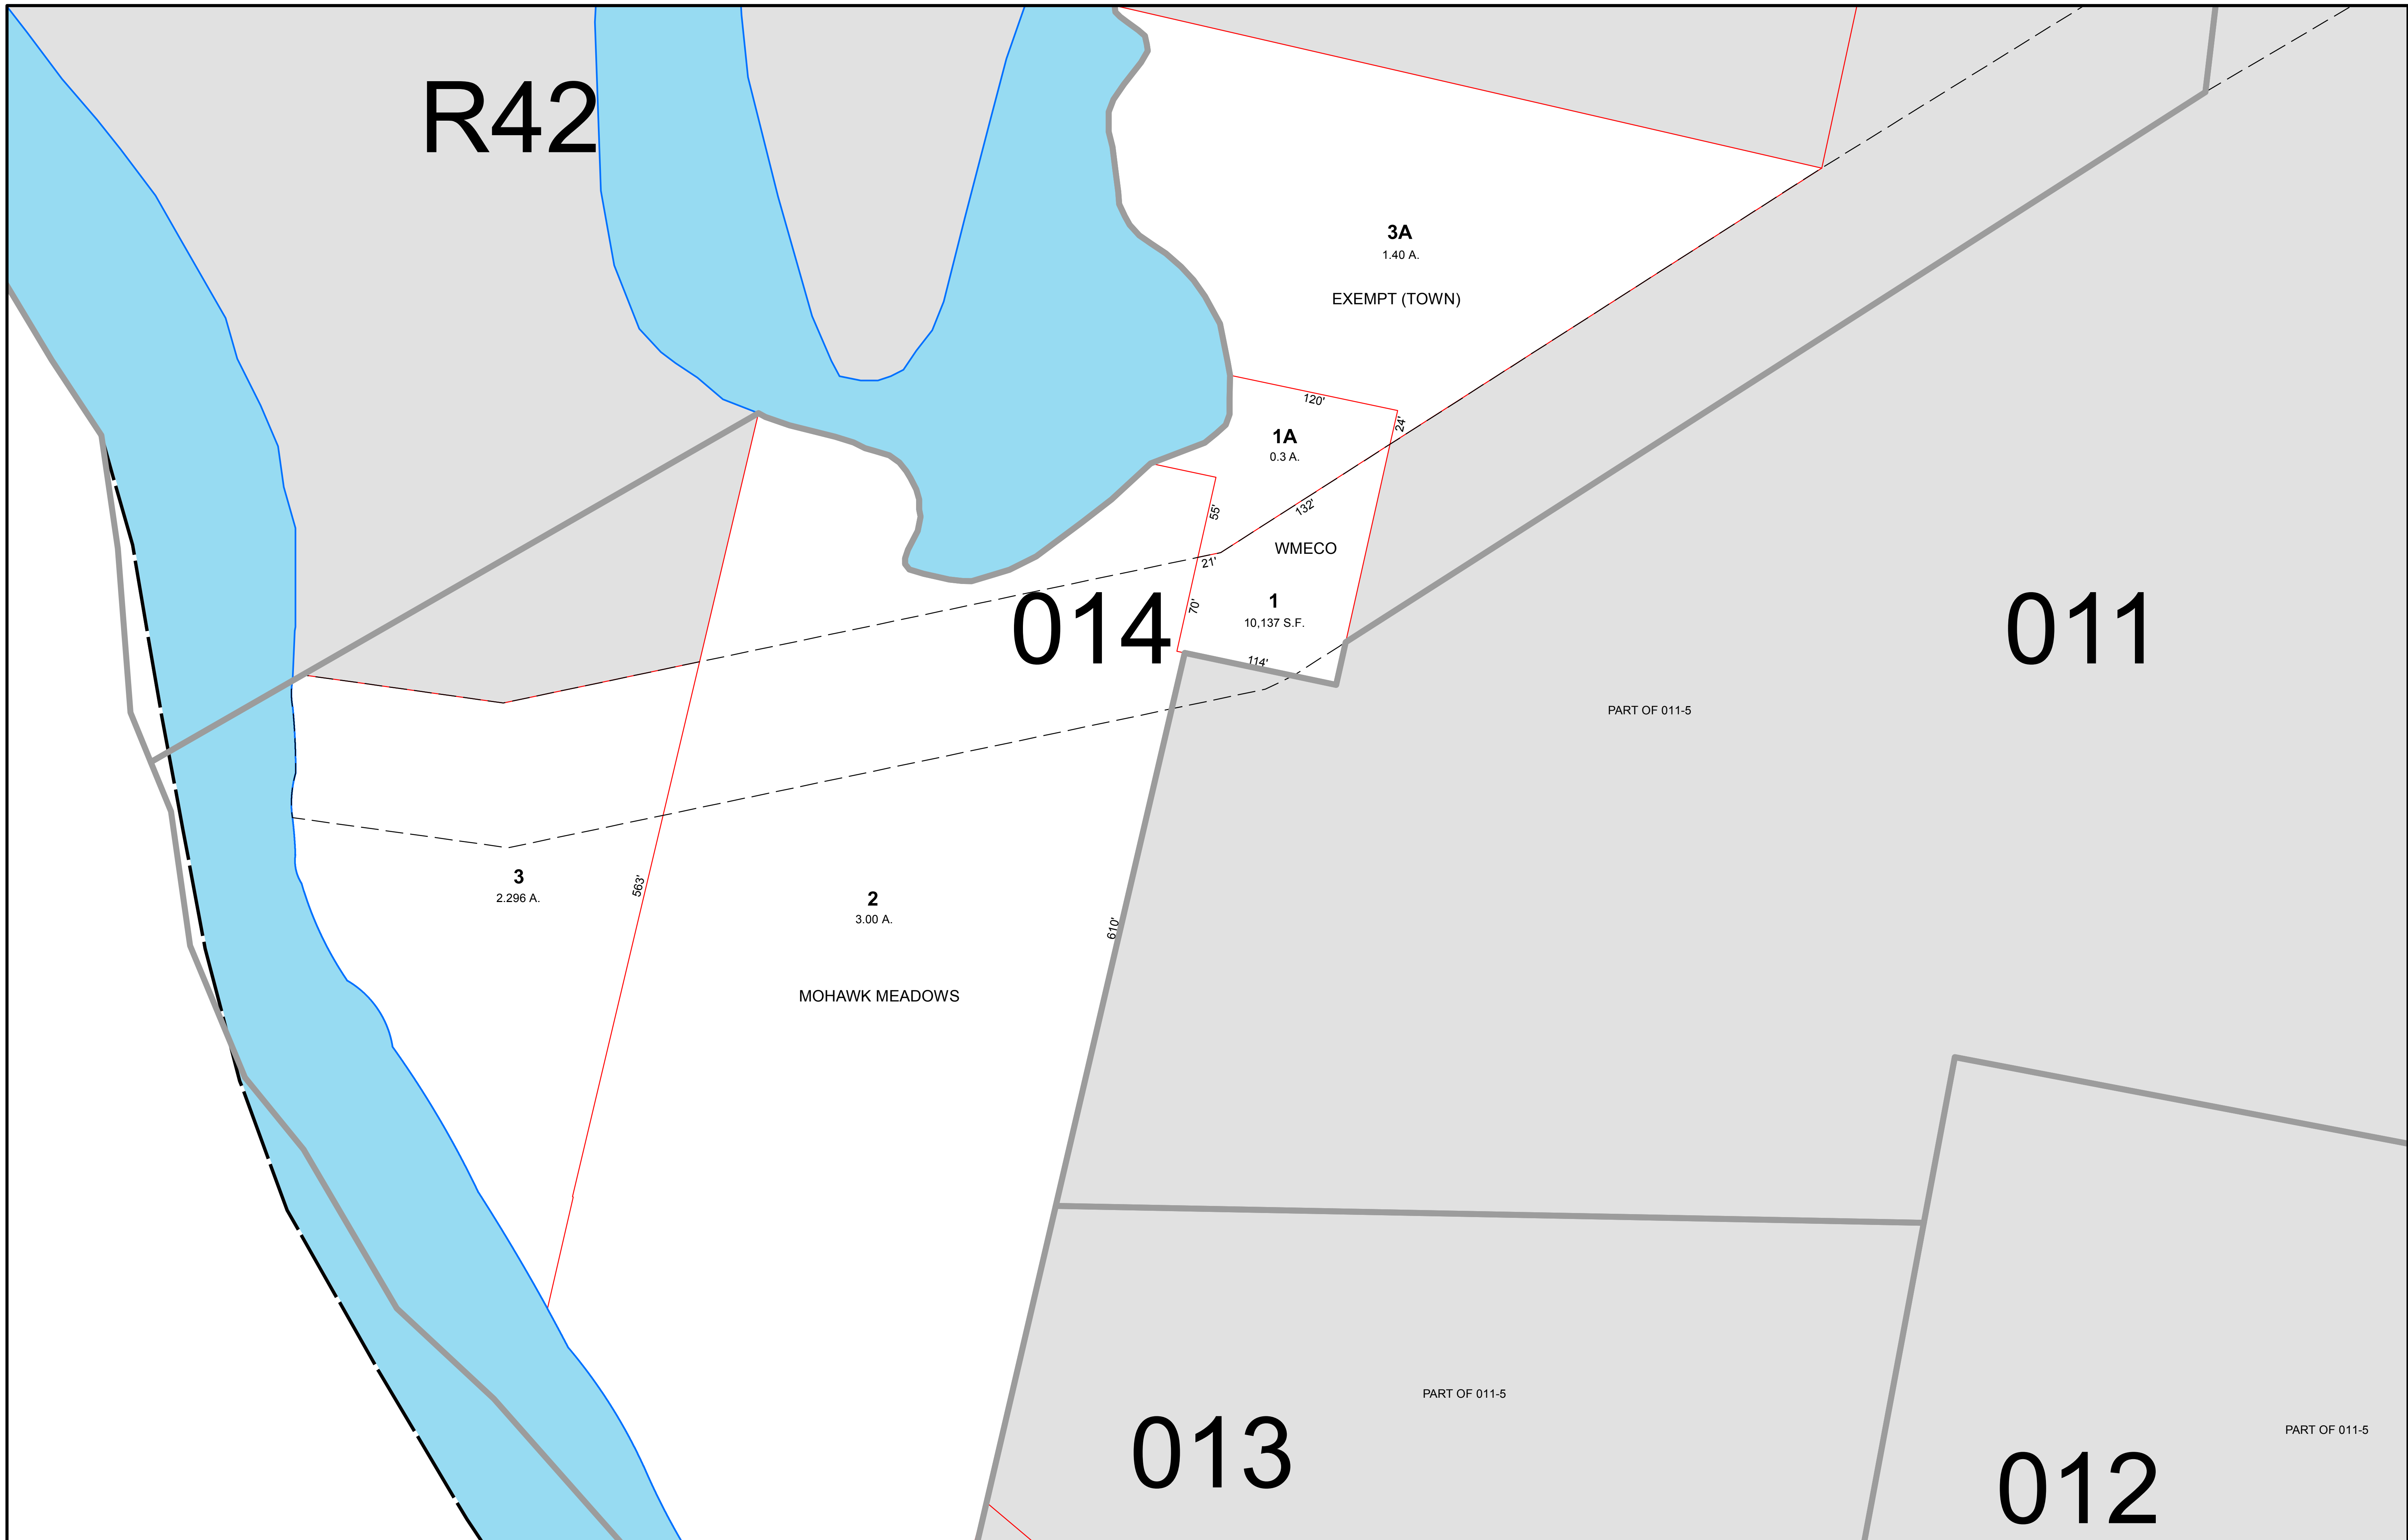 R42
3A
1.40 A.
EXEMPT (TOWN)
120'
24'
1A
0.3 A.
55'
132'
WMECO
21'
014
70'
1
10,137 S.F.
114'
011
PART OF 011-5
3
2.296 A.
563'
2
3.00 A.
610'
MOHAWK MEADOWS
PART OF 011-5
013
PART OF 011-5
012